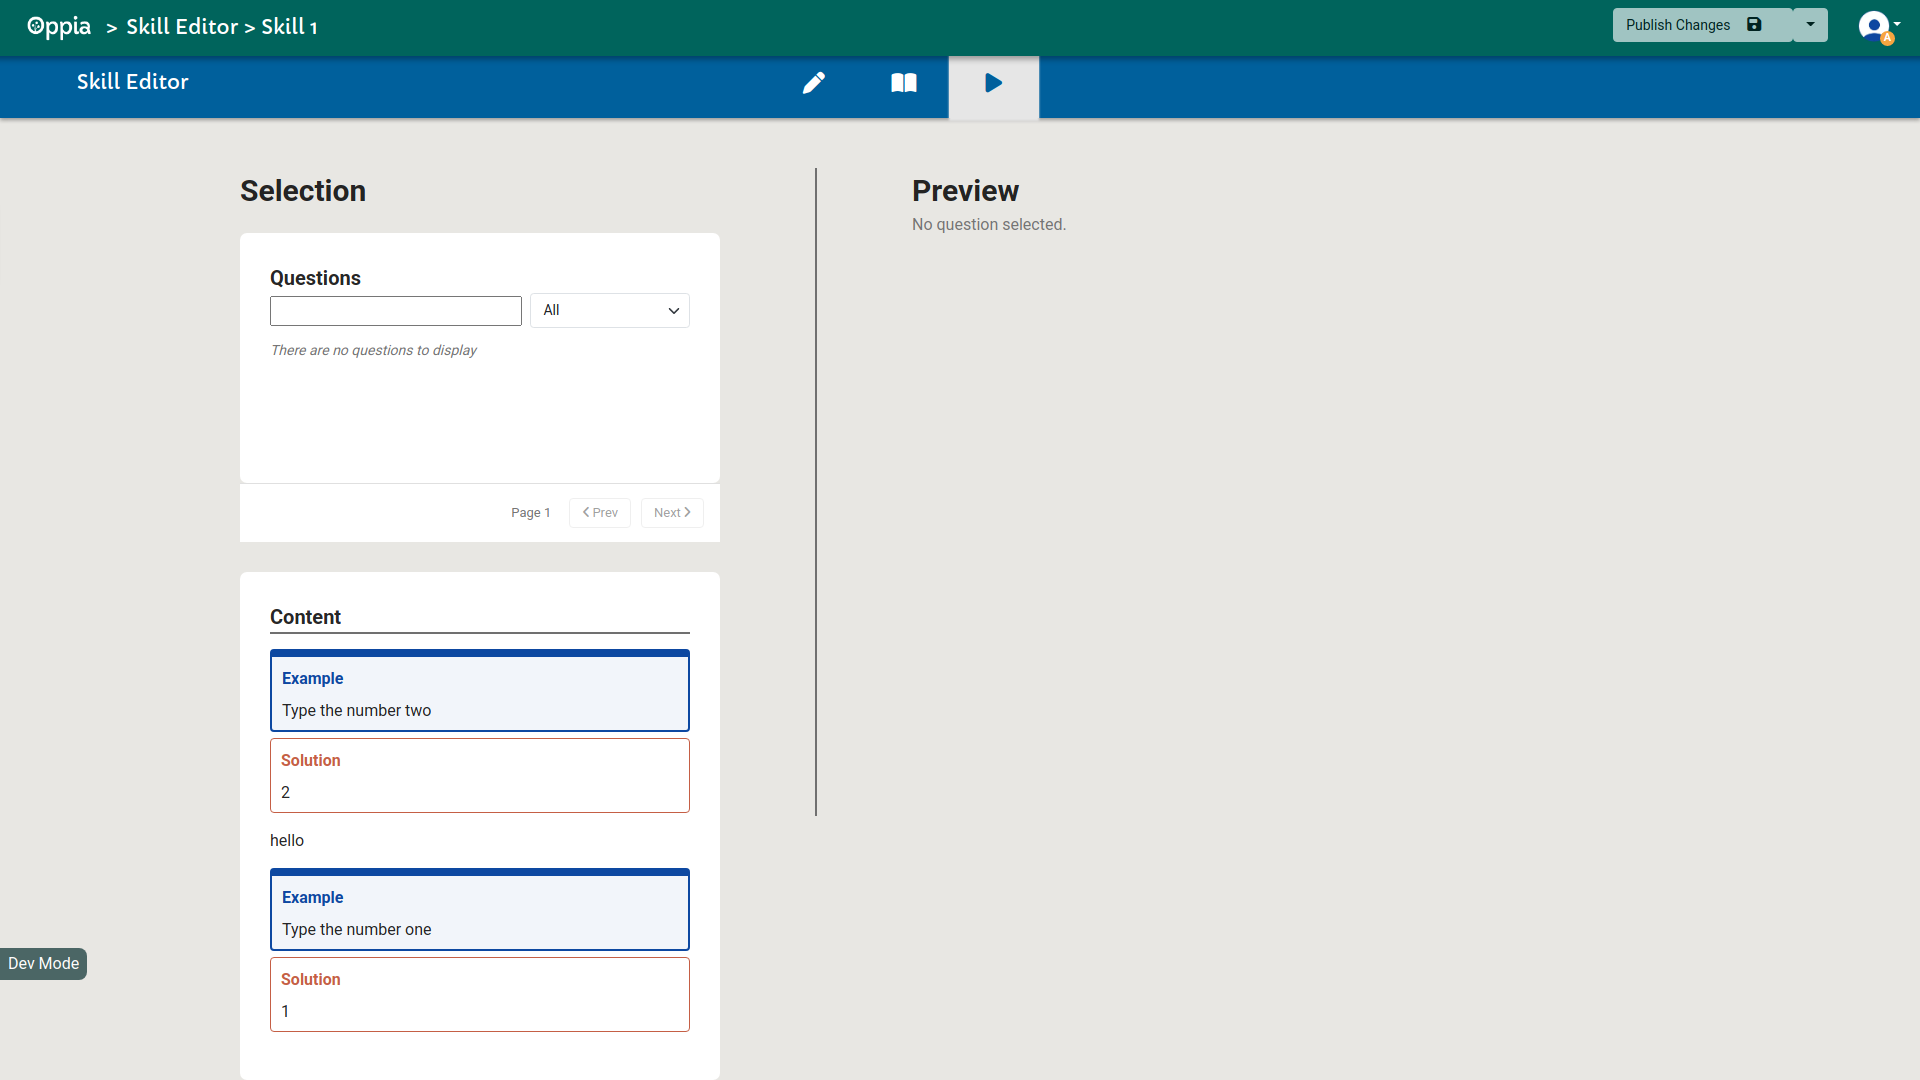 Oppia > Skill Editor > Skill 1
Publish Changes
A
Skill Editor
Selection
Questions
All
There are no questions to display
Page 1
Prev
Next
Content
Example
Type the number two
Solution
2
hello
Example
Type the number one
Solution
1
Preview
No question selected.
Dev Mode